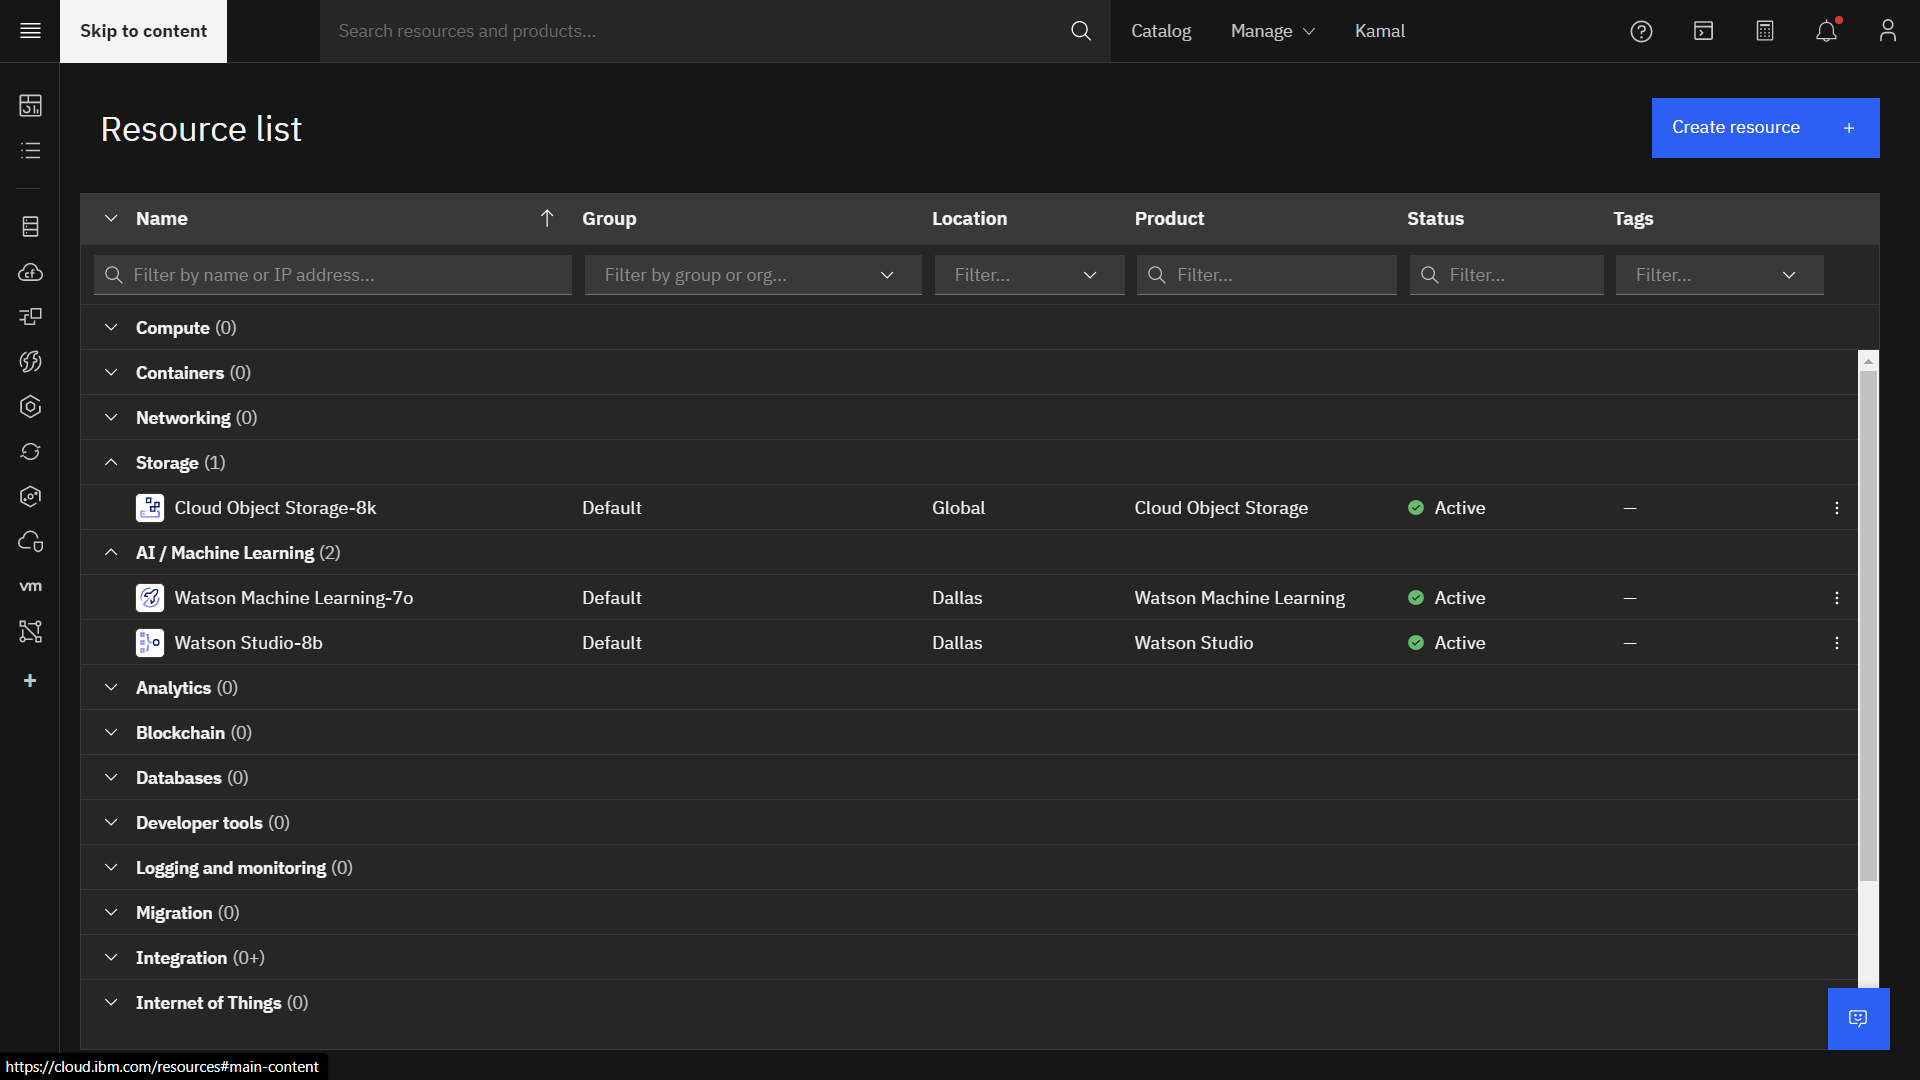 Skip to content
Search resources and products...
Catalog
Manage
Kamal
Resource list
Create resource +
Name Group Location Product Status Tags
Filter by name or IP address... Filter by group or org... Filter... Filter... Filter... Filter...
Compute (0)
Containers (0)
Networking (0)
Storage (1)
Cloud Object Storage-8k Default Global Cloud Object Storage Active —
AI / Machine Learning (2)
Watson Machine Learning-7o Default Dallas Watson Machine Learning Active —
Watson Studio-8b Default Dallas Watson Studio Active —
Analytics (0)
Blockchain (0)
Databases (0)
Developer tools (0)
Logging and monitoring (0)
Migration (0)
Integration (0+)
Internet of Things (0)
cf
vm
+
https://cloud.ibm.com/resources#main-content